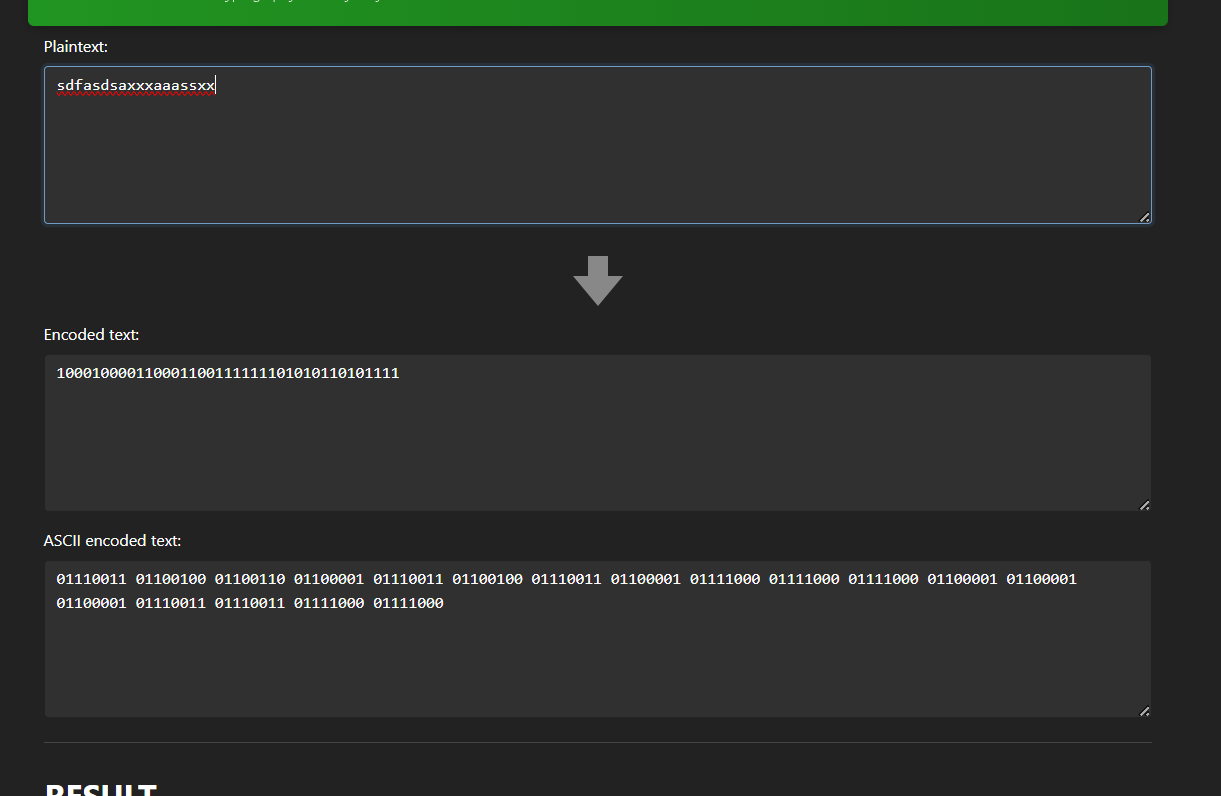 Plaintext:
sdfasdsaxxxaaassxx
Encoded text:
100010000110001100111111101010110101111
ASCII encoded text:
01110011 01100100 01100110 01100001 01110011 01100100 01110011 01100001 01111000 01111000 01111000 01100001 01100001
01100001 01110011 01110011 01111000 01111000
RESULT